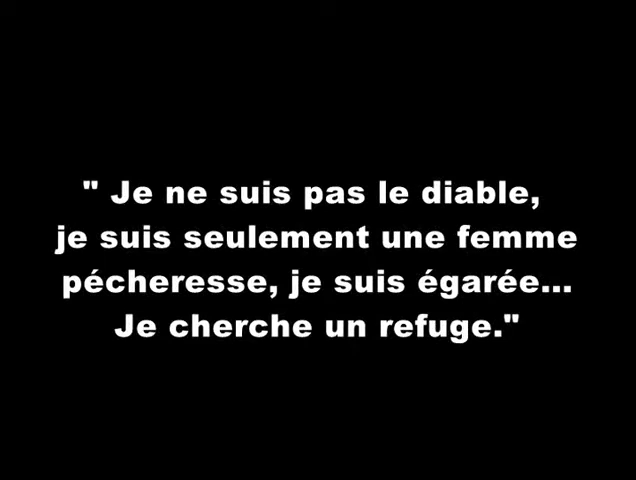 " Je ne suis pas le diable,
je suis seulement une femme
pécheresse, je suis égarée...
Je cherche un refuge."